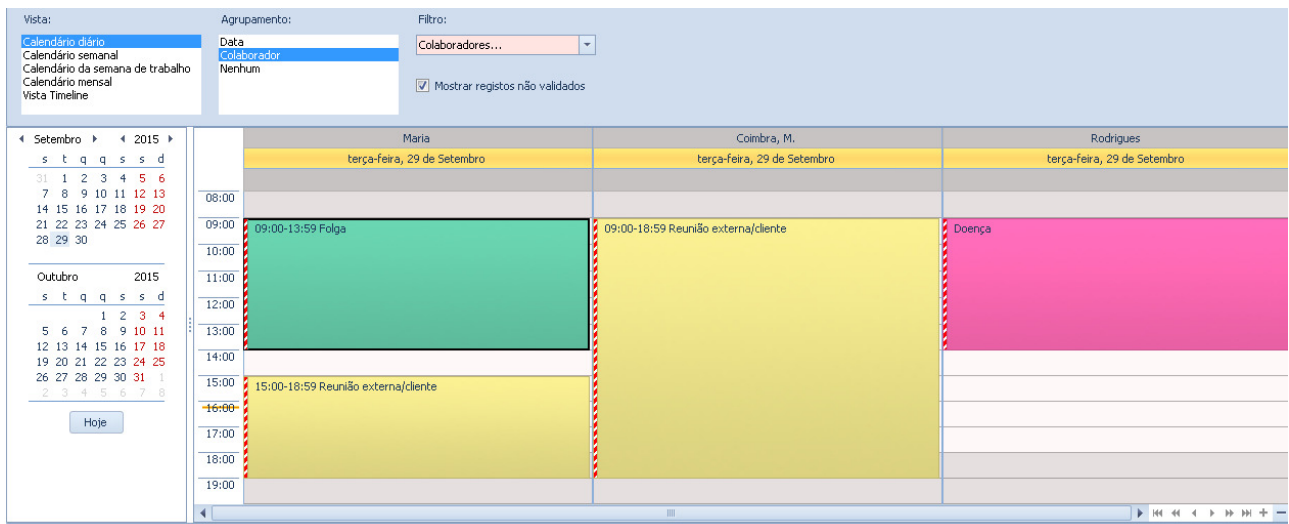 Vista:
Calendário diário
Calendário semanal
Calendário da semana de trabalho
Calendário mensal
Vista Timeline
Agrupamento:
Data
Colaborador
Nenhum
Filtro:
Colaboradores...
Mostrar registos não validados
Setembro 2015
s t q q s s d
31 1 2 3 4 5 6
7 8 9 10 11 12 13
14 15 16 17 18 19 20
21 22 23 24 25 26 27
28 29 30
Outubro 2015
s t q q s s d
1 2 3 4
5 6 7 8 9 10 11
12 13 14 15 16 17 18
19 20 21 22 23 24 25
26 27 28 29 30 31 1
2 3 4 5 6 7 8
Hoje
Maria Coimbra, M. Rodrigues
terça-feira, 29 de Setembro terça-feira, 29 de Setembro terça-feira, 29 de Setembro
08:00
09:00 09:00-13:59 Folga 09:00-18:59 Reunião externa/cliente Doença
10:00
11:00
12:00
13:00
14:00
15:00 15:00-18:59 Reunião externa/cliente
16:00
17:00
18:00
19:00